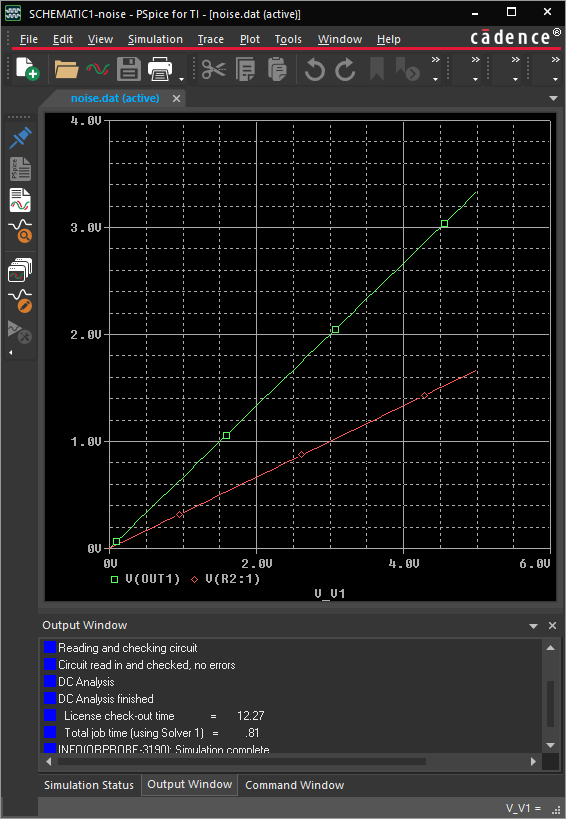 SCHEMATIC1-noise - PSpice for TI - [noise.dat (active)]
File Edit View Simulation Trace Plot Tools Window Help cādence®
noise.dat (active)
PSpice
4.0V
3.0V
2.0V
1.0V
0V
0V 2.0V 4.0V 6.0V
V(OUT1) V(R2:1)
V_V1
Output Window
Reading and checking circuit
Circuit read in and checked, no errors
DC Analysis
DC Analysis finished
License check-out time = 12.27
Total job time (using Solver 1) = .81
INFO(ORPROBE-3190): Simulation complete
Simulation Status Output Window Command Window
V_V1 =